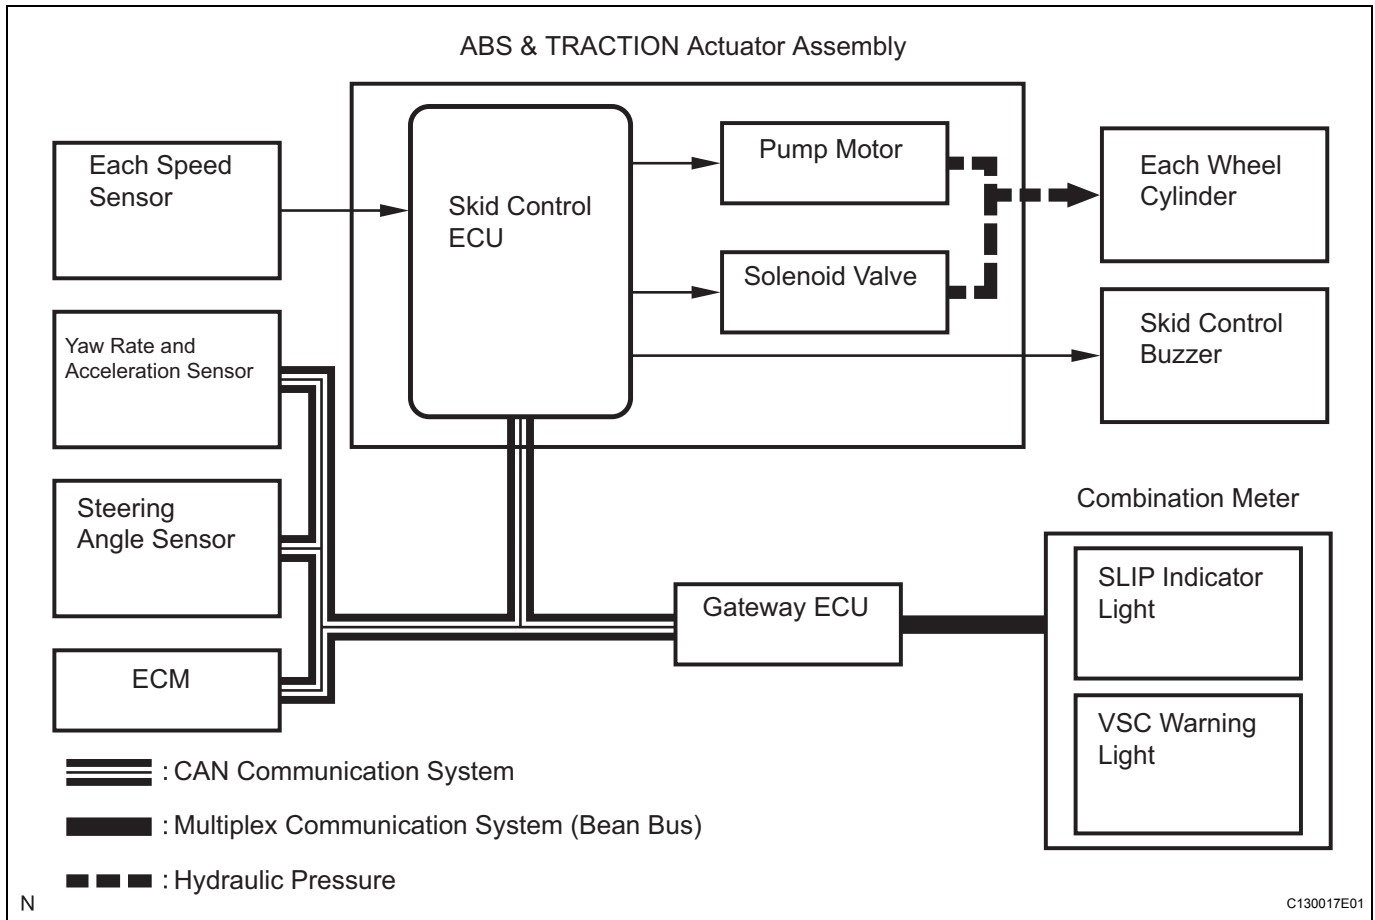 ABS & TRACTION Actuator Assembly
Each Speed
Sensor
Skid Control
ECU
Pump Motor
Solenoid Valve
Each Wheel
Cylinder
Skid Control
Buzzer
Yaw Rate and
Acceleration Sensor
Steering
Angle Sensor
ECM
Gateway ECU
Combination Meter
SLIP Indicator
Light
VSC Warning
Light
: CAN Communication System
: Multiplex Communication System (Bean Bus)
: Hydraulic Pressure
N
C130017E01